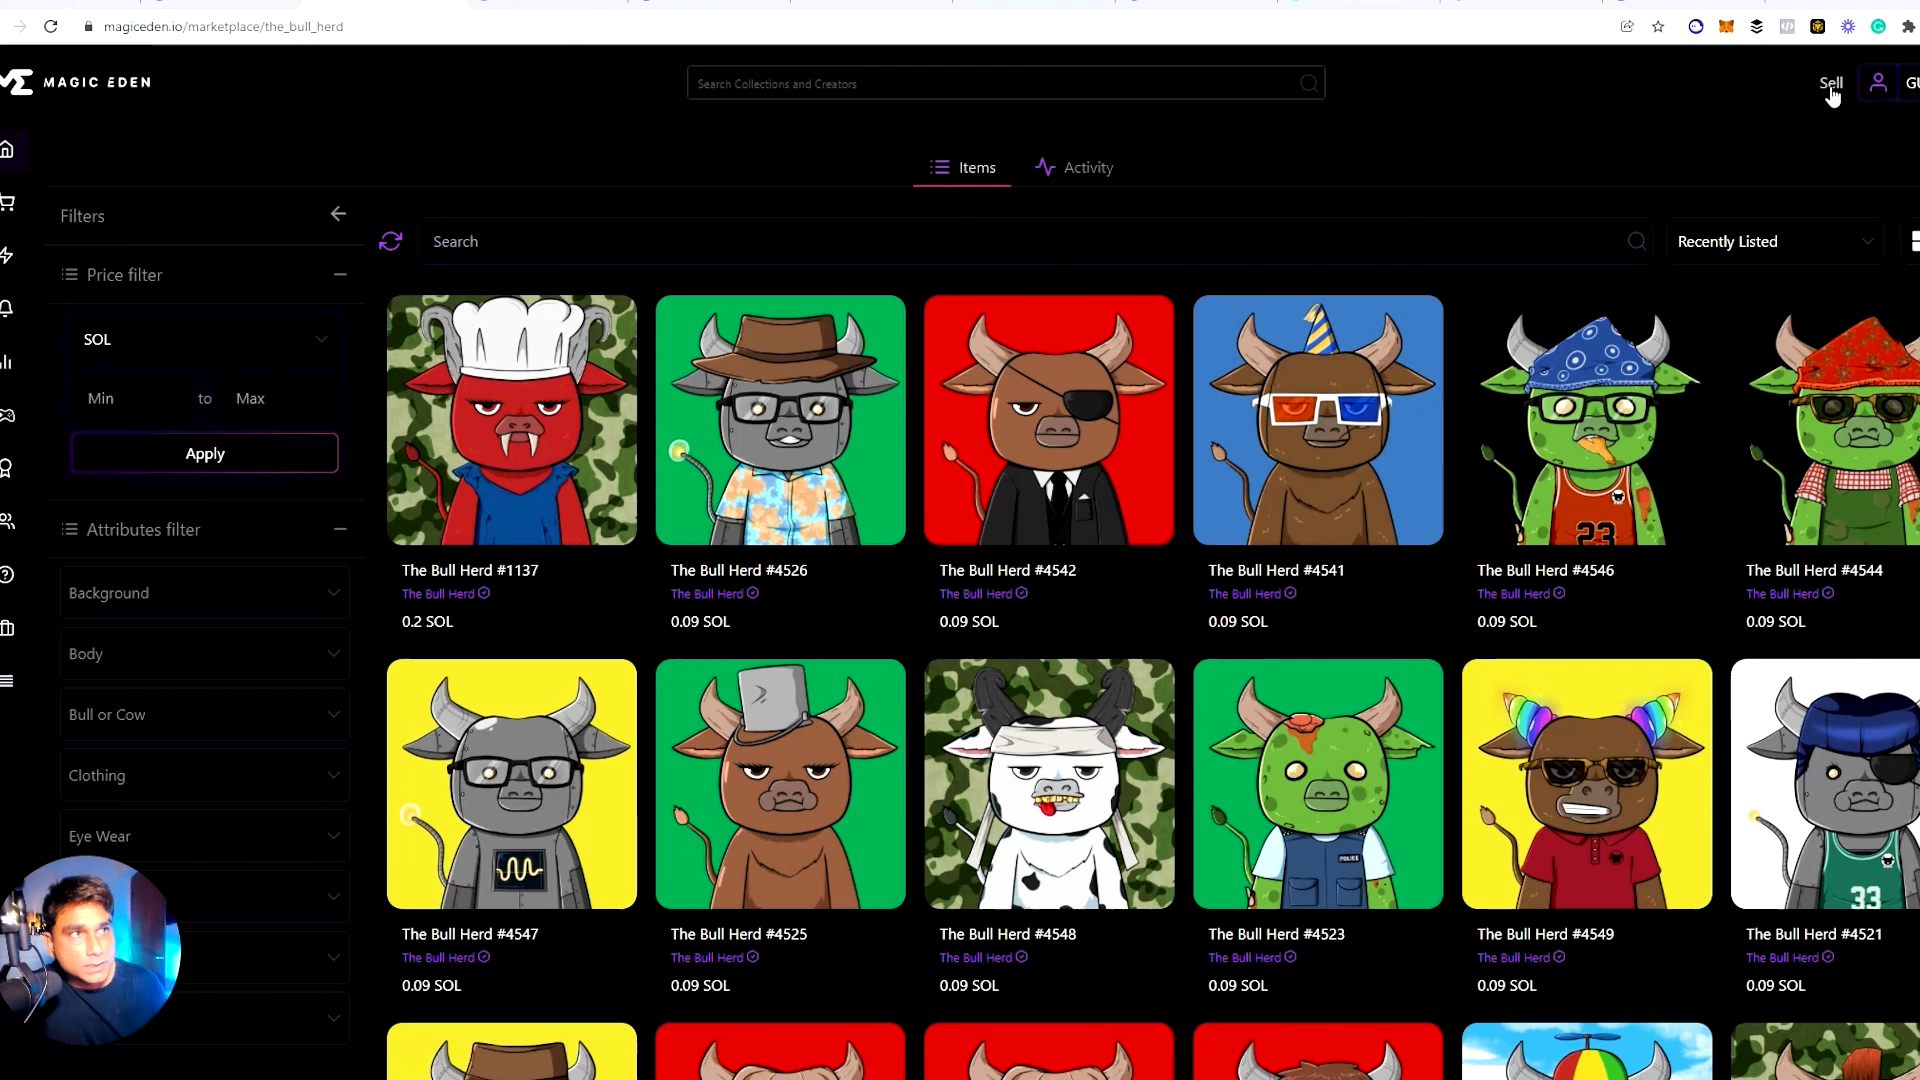 magiceden.io/marketplace/the_bull_herd
MAGIC EDEN
Search Collections and Creators
Sell
Items
Activity
Filters
Search
Recently Listed
Price filter
SOL
Min to Max
Apply
Attributes filter
Background
Body
Bull or Cow
Clothing
Eye Wear
23
The Bull Herd #1137
The Bull Herd
0.2 SOL
The Bull Herd #4526
The Bull Herd
0.09 SOL
The Bull Herd #4542
The Bull Herd
0.09 SOL
The Bull Herd #4541
The Bull Herd
0.09 SOL
The Bull Herd #4546
The Bull Herd
0.09 SOL
The Bull Herd #4544
The Bull Herd
0.09 SOL
POLICE
33
The Bull Herd #4547
The Bull Herd
0.09 SOL
The Bull Herd #4525
The Bull Herd
0.09 SOL
The Bull Herd #4548
The Bull Herd
0.09 SOL
The Bull Herd #4523
The Bull Herd
0.09 SOL
The Bull Herd #4549
The Bull Herd
0.09 SOL
The Bull Herd #4521
The Bull Herd
0.09 SOL